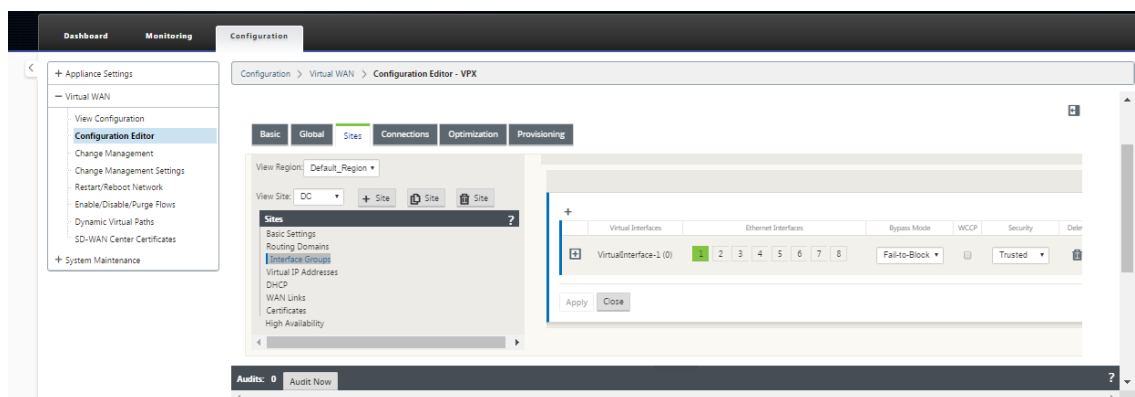 Dashboard Monitoring Configuration
+ Appliance Settings
− Virtual WAN
View Configuration
Configuration Editor
Change Management
Change Management Settings
Restart/Reboot Network
Enable/Disable/Purge Flows
Dynamic Virtual Paths
SD-WAN Center Certificates
+ System Maintenance
Configuration > Virtual WAN > Configuration Editor - VPX
Basic Global Sites Connections Optimization Provisioning
View Region: Default_Region
View Site: DC + Site Site Site
Sites ?
Basic Settings
Routing Domains
Interface Groups
Virtual IP Addresses
DHCP
WAN Links
Certificates
High Availability
+
Virtual Interfaces Ethernet Interfaces Bypass Mode WCCP Security Dele
+ VirtualInterface-1 (0) 1 2 3 4 5 6 7 8 Fail-to-Block Trusted
Apply Close
Audits: 0 Audit Now ?